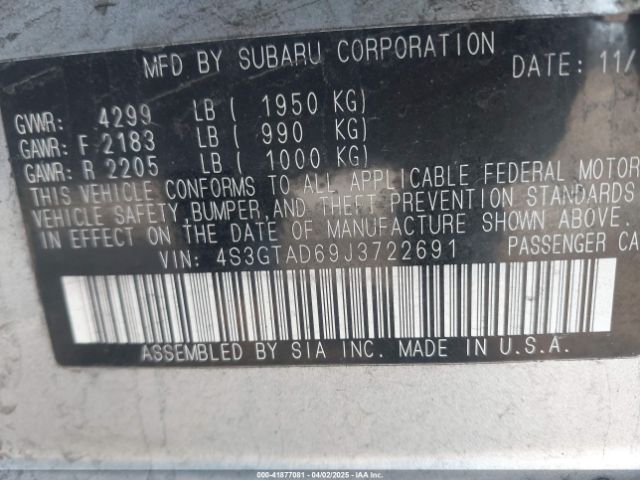 MFD BY SUBARU CORPORATION DATE: 11/
GVWR: 4299 LB ( 1950 KG)
GAWR: F 2183 LB ( 990 KG)
GAWR: R 2205 LB ( 1000 KG)
THIS VEHICLE CONFORMS TO ALL APPLICABLE FEDERAL MOTOR
VEHICLE SAFETY, BUMPER, AND THEFT PREVENTION STANDARDS
IN EFFECT ON THE DATE OF MANUFACTURE SHOWN ABOVE.
VIN: 4S3GTAD69J3722691 PASSENGER CA
ASSEMBLED BY SIA INC. MADE IN U.S.A.
000-41877081 - 04/02/2025 - IAAI.COM